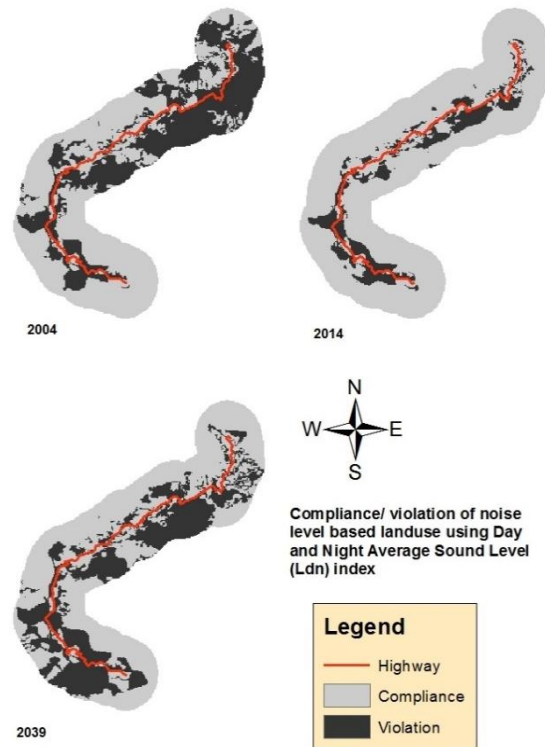 2004
2014
2039
N
W E
S
Compliance/ violation of noise
level based landuse using Day
and Night Average Sound Level
(Ldn) index
Legend
Highway
Compliance
Violation